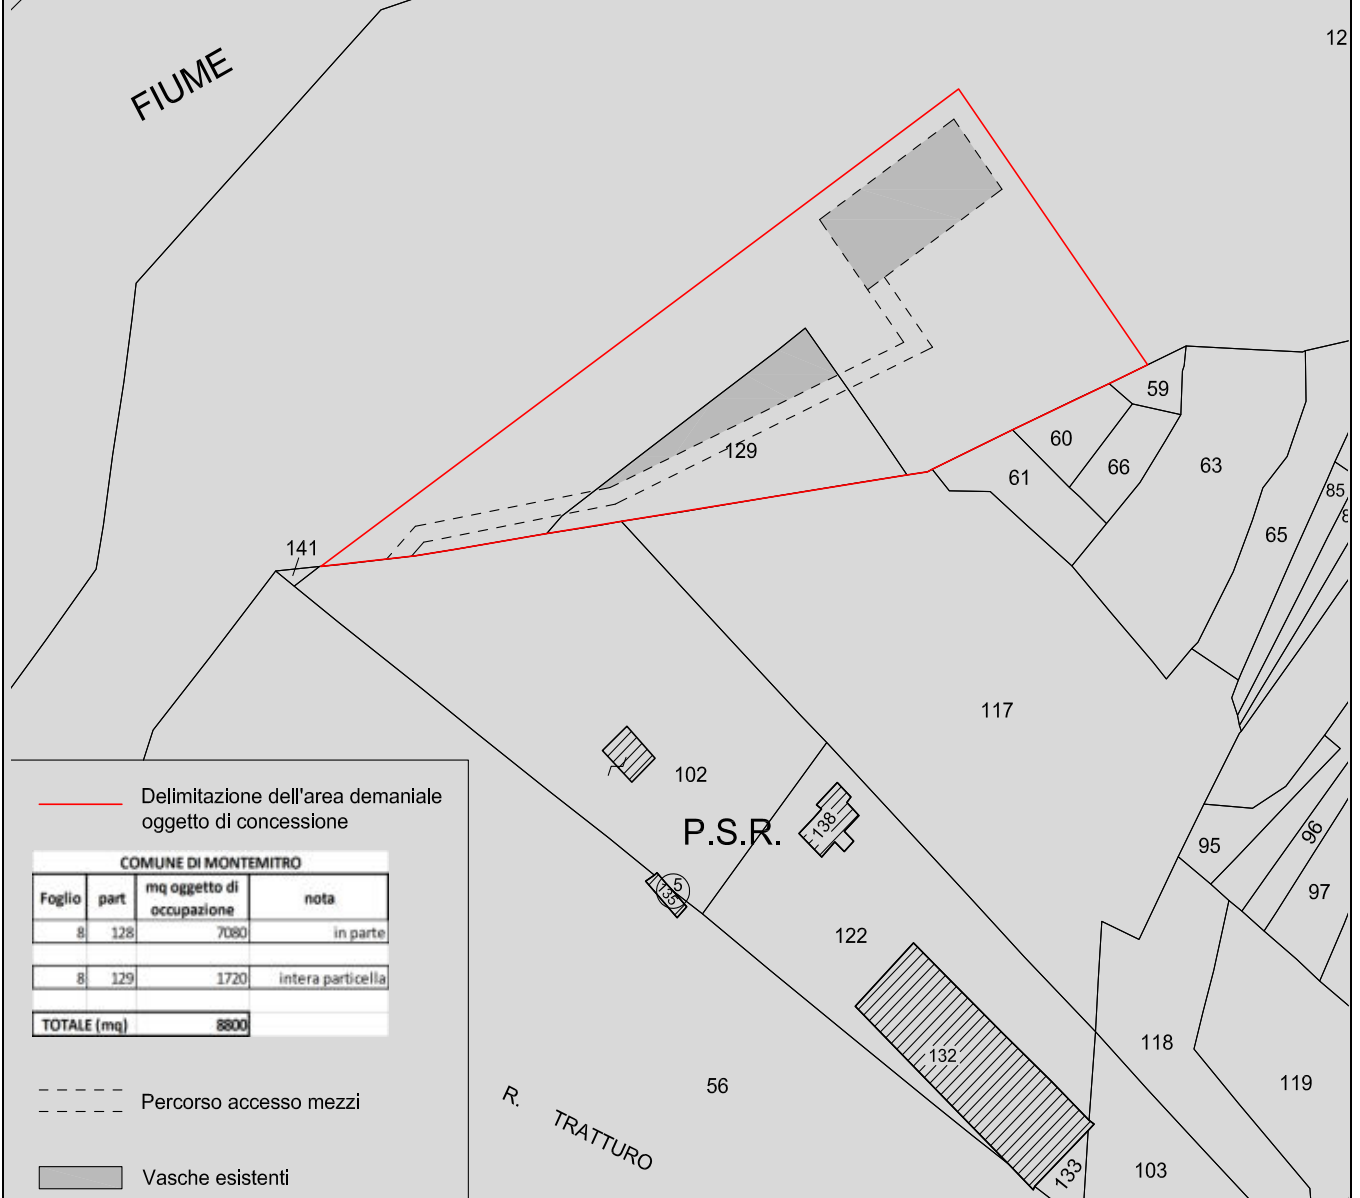 FIUME
12
59
60
66
63
61
129
85
8
65
141
117
102
P.S.R.
138
5
135
122
95
96
97
132
118
119
56
R. TRATTURO
133
103
Delimitazione dell'area demaniale
oggetto di concessione
COMUNE DI MONTEMITRO
Foglio part mq oggetto di occupazione nota
8 128 7080 in parte
8 129 1720 intera particella
TOTALE (mq) 8800
Percorso accesso mezzi
Vasche esistenti